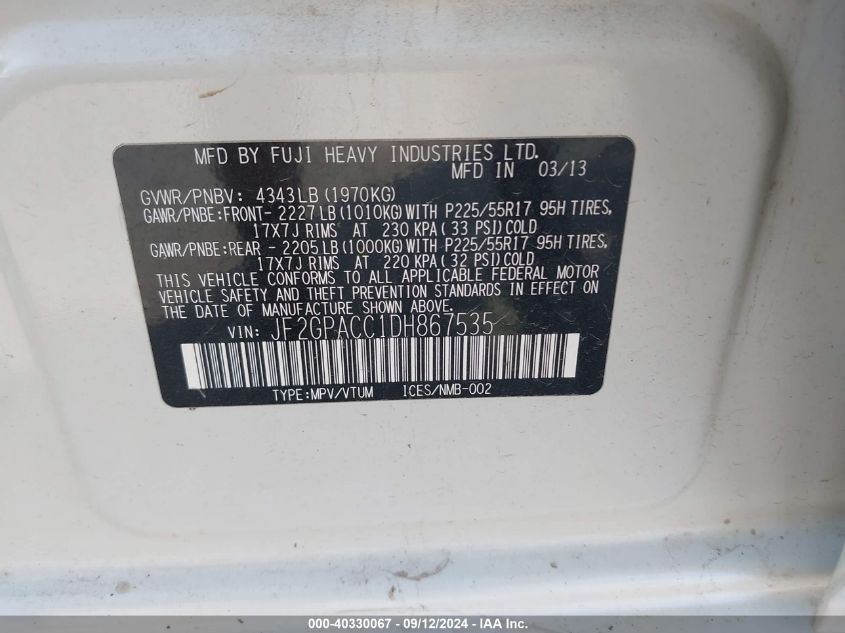 MFD BY FUJI HEAVY INDUSTRIES LTD.
MFD IN 03/13
GVWR/PNBV: 4343LB (1970KG)
GAWR/PNBE:FRONT- 2227LB(1010KG)WITH P225/55R17 95H TIRES,
17X7J RIMS AT 230 KPA( 33 PSI)COLD
GAWR/PNBE:REAR - 2205LB(1000KG)WITH P225/55R17 95H TIRES,
17X7J RIMS AT 220 KPA( 32 PSI)COLD
THIS VEHICLE CONFORMS TO ALL APPLICABLE FEDERAL MOTOR
VEHICLE SAFETY AND THEFT PREVENTION STANDARDS IN EFFECT ON
THE DATE OF MANUFACTURE SHOWN ABOVE.
VIN: JF2GPACC1DH867535
TYPE:MPV/VTUM ICES/NMB-002
000-40330067 - 09/12/2024 - IAA Inc.